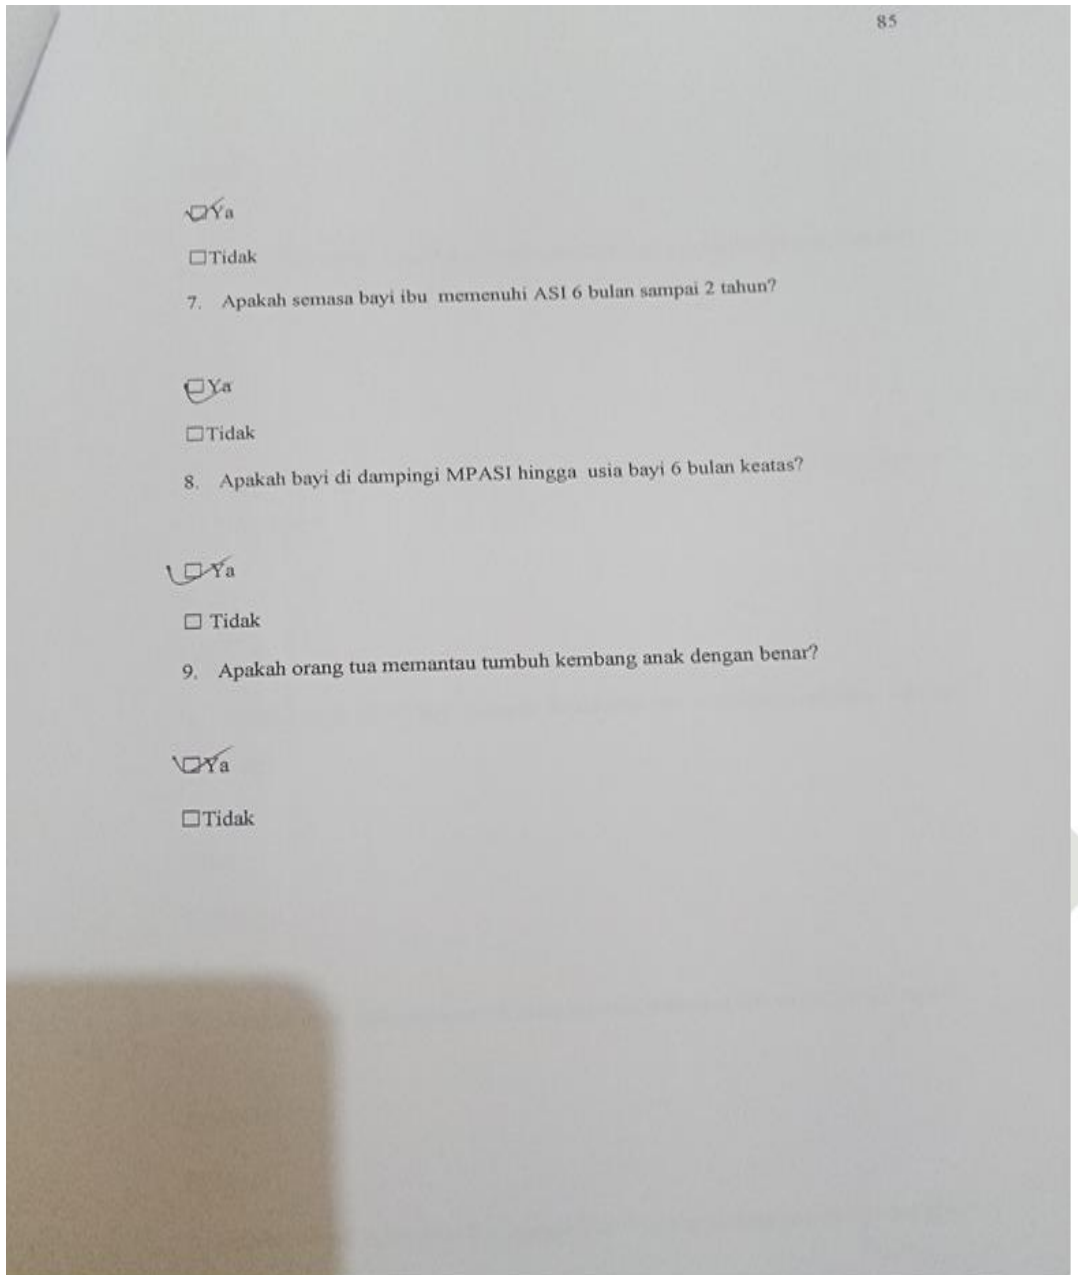 85
☑Ya
☐Tidak
7. Apakah semasa bayi ibu memenuhi ASI 6 bulan sampai 2 tahun?
☑Ya
☐Tidak
8. Apakah bayi di dampingi MPASI hingga usia bayi 6 bulan keatas?
☑ Ya
☐ Tidak
9. Apakah orang tua memantau tumbuh kembang anak dengan benar?
☑Ya
☐Tidak